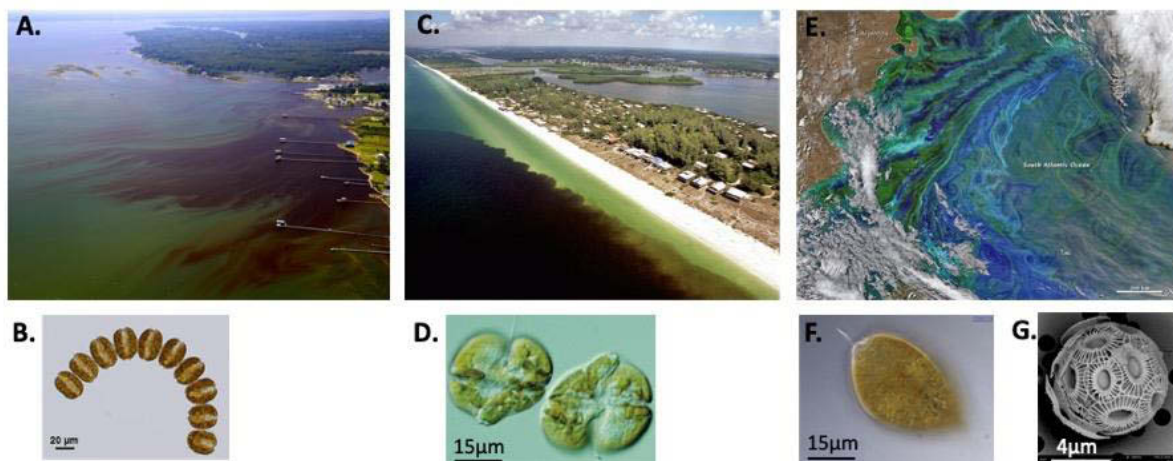 A.
C.
E.
South Atlantic Ocean
B.
20 µm
D.
15µm
F.
15µm
G.
4µm